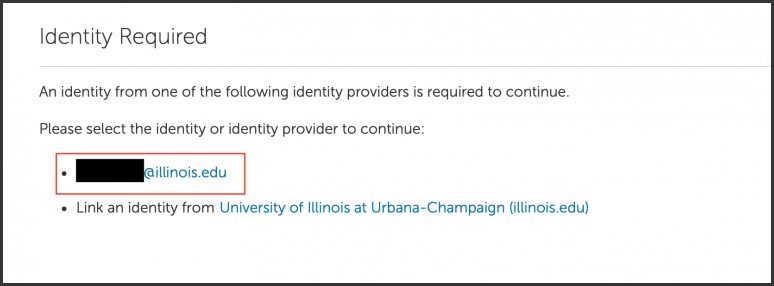 Identity Required
An identity from one of the following identity providers is required to continue.
Please select the identity or identity provider to continue:
@illinois.edu
Link an identity from University of Illinois at Urbana-Champaign (illinois.edu)